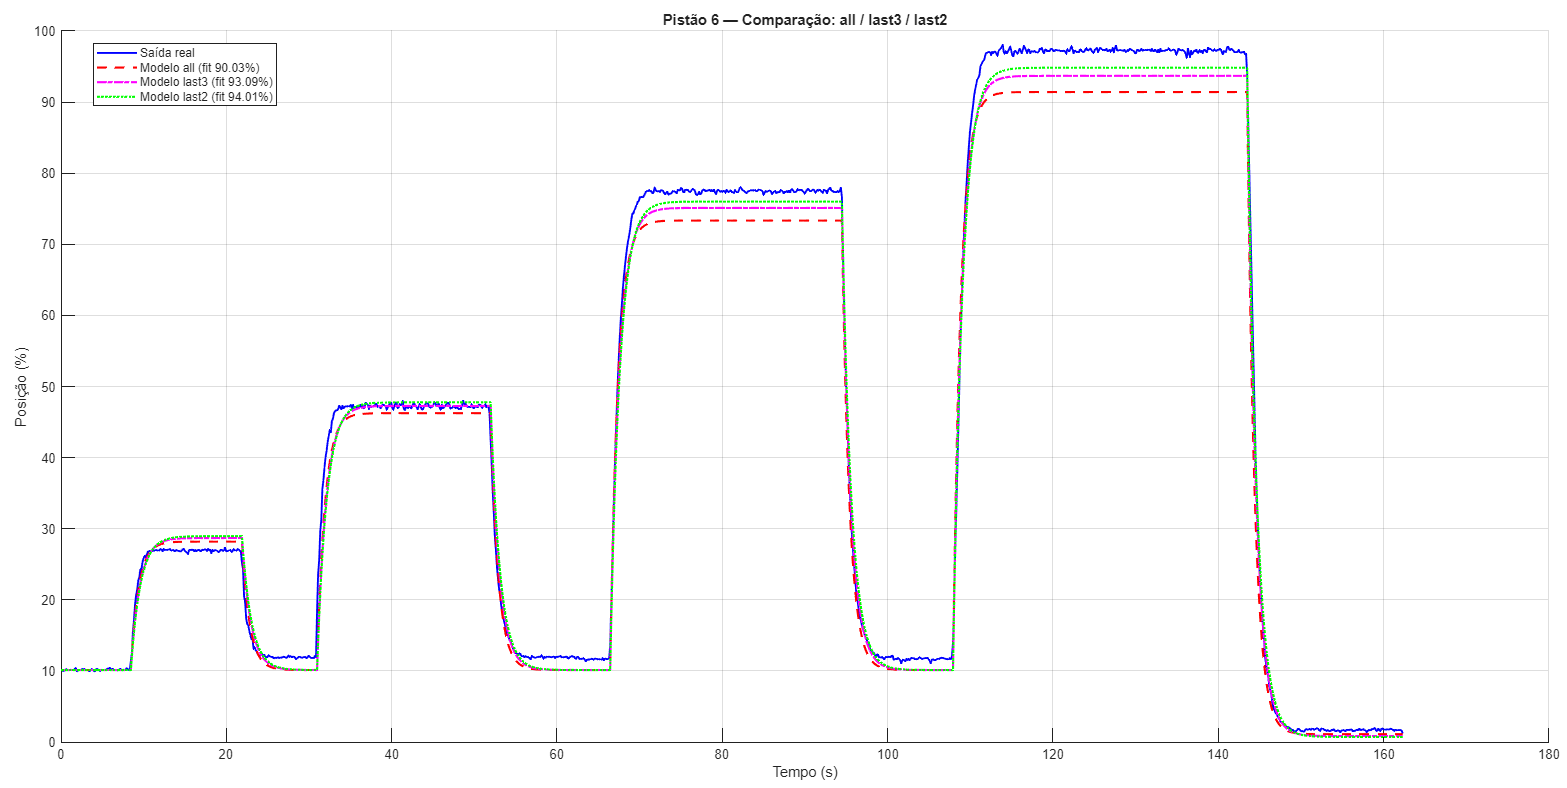 Pistão 6 — Comparação: all / last3 / last2
Saída real
Modelo all (fit 90.03%)
Modelo last3 (fit 93.09%)
Modelo last2 (fit 94.01%)
100
90
80
70
60
50
40
30
20
10
0
Posição (%)
0 20 40 60 80 100 120 140 160 180
Tempo (s)